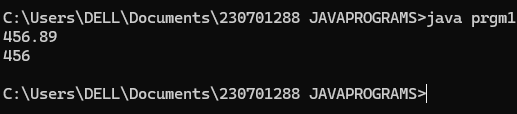 C:\Users\DELL\Documents\230701288 JAVAPROGRAMS>java prgm1
456.89
456
C:\Users\DELL\Documents\230701288 JAVAPROGRAMS>